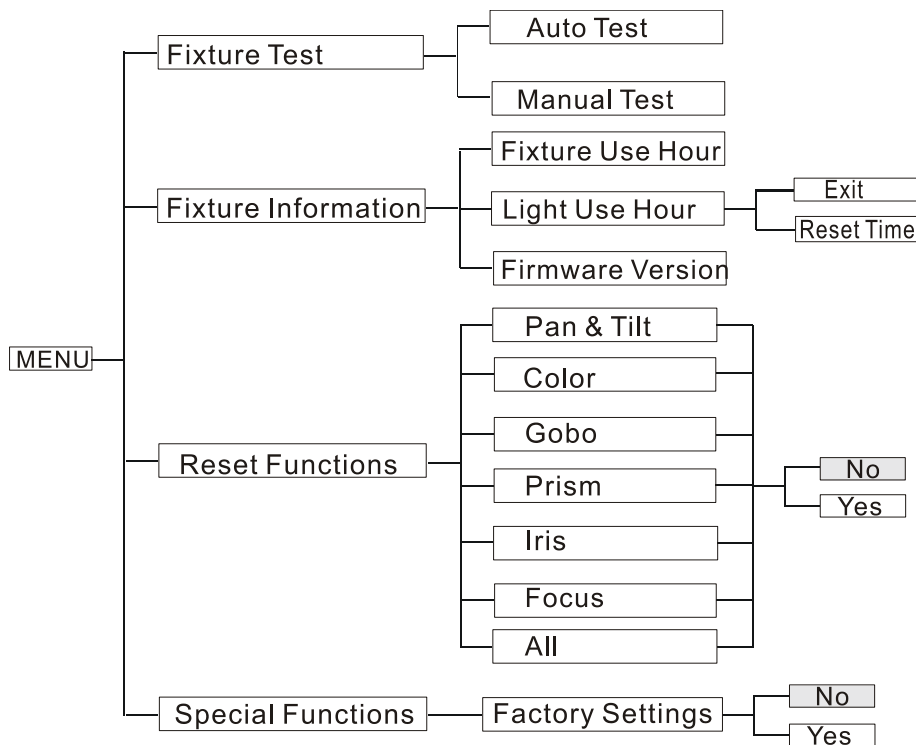 MENU
Fixture Test
Auto Test
Manual Test
Fixture Information
Fixture Use Hour
Light Use Hour
Exit
Reset Time
Firmware Version
Reset Functions
Pan & Tilt
Color
Gobo
Prism
Iris
Focus
All
No
Yes
Special Functions
Factory Settings
No
Yes